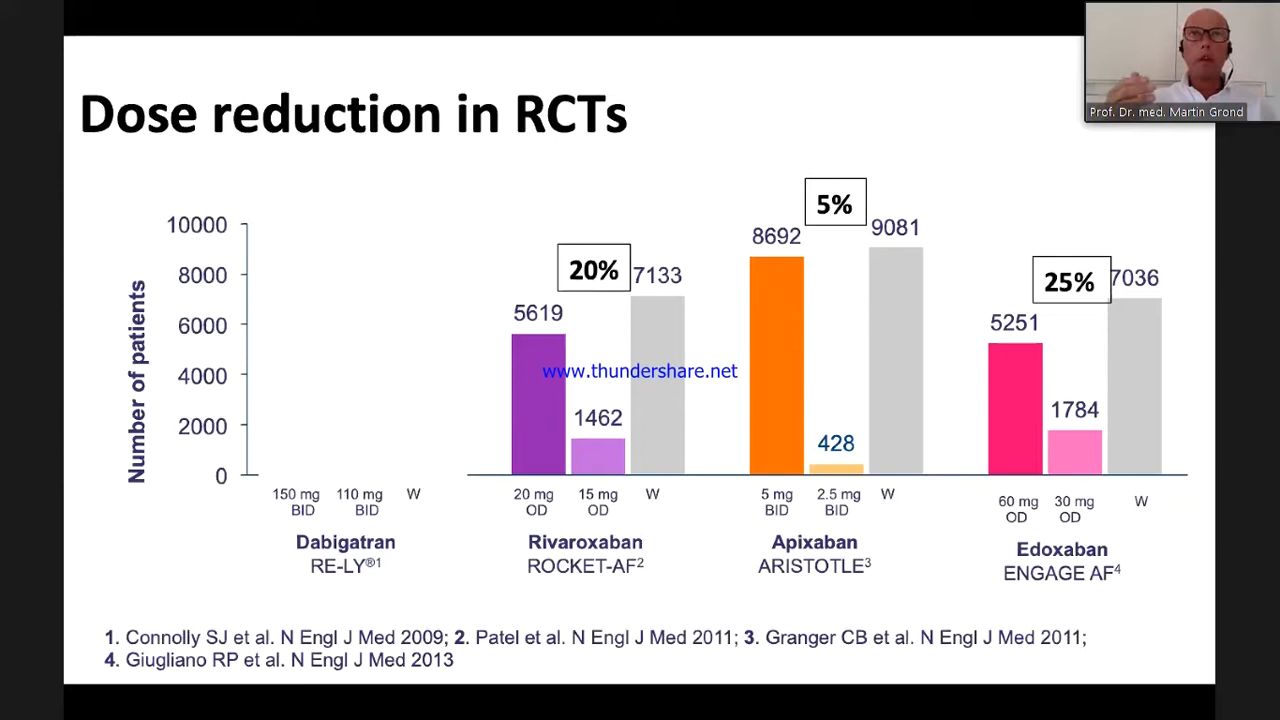 Prof. Dr. med. Martin Grond
Dose reduction in RCTs
Number of patients
10000
8000
6000
4000
2000
0
20%
5%
25%
5619
1462
7133
8692
428
9081
5251
1784
7036
www.thundershare.net
150 mg BID
110 mg BID
W
20 mg OD
15 mg OD
W
5 mg BID
2.5 mg BID
W
60 mg OD
30 mg OD
W
Dabigatran
RE-LY®1
Rivaroxaban
ROCKET-AF2
Apixaban
ARISTOTLE3
Edoxaban
ENGAGE AF4
1. Connolly SJ et al. N Engl J Med 2009; 2. Patel et al. N Engl J Med 2011; 3. Granger CB et al. N Engl J Med 2011;
4. Giugliano RP et al. N Engl J Med 2013